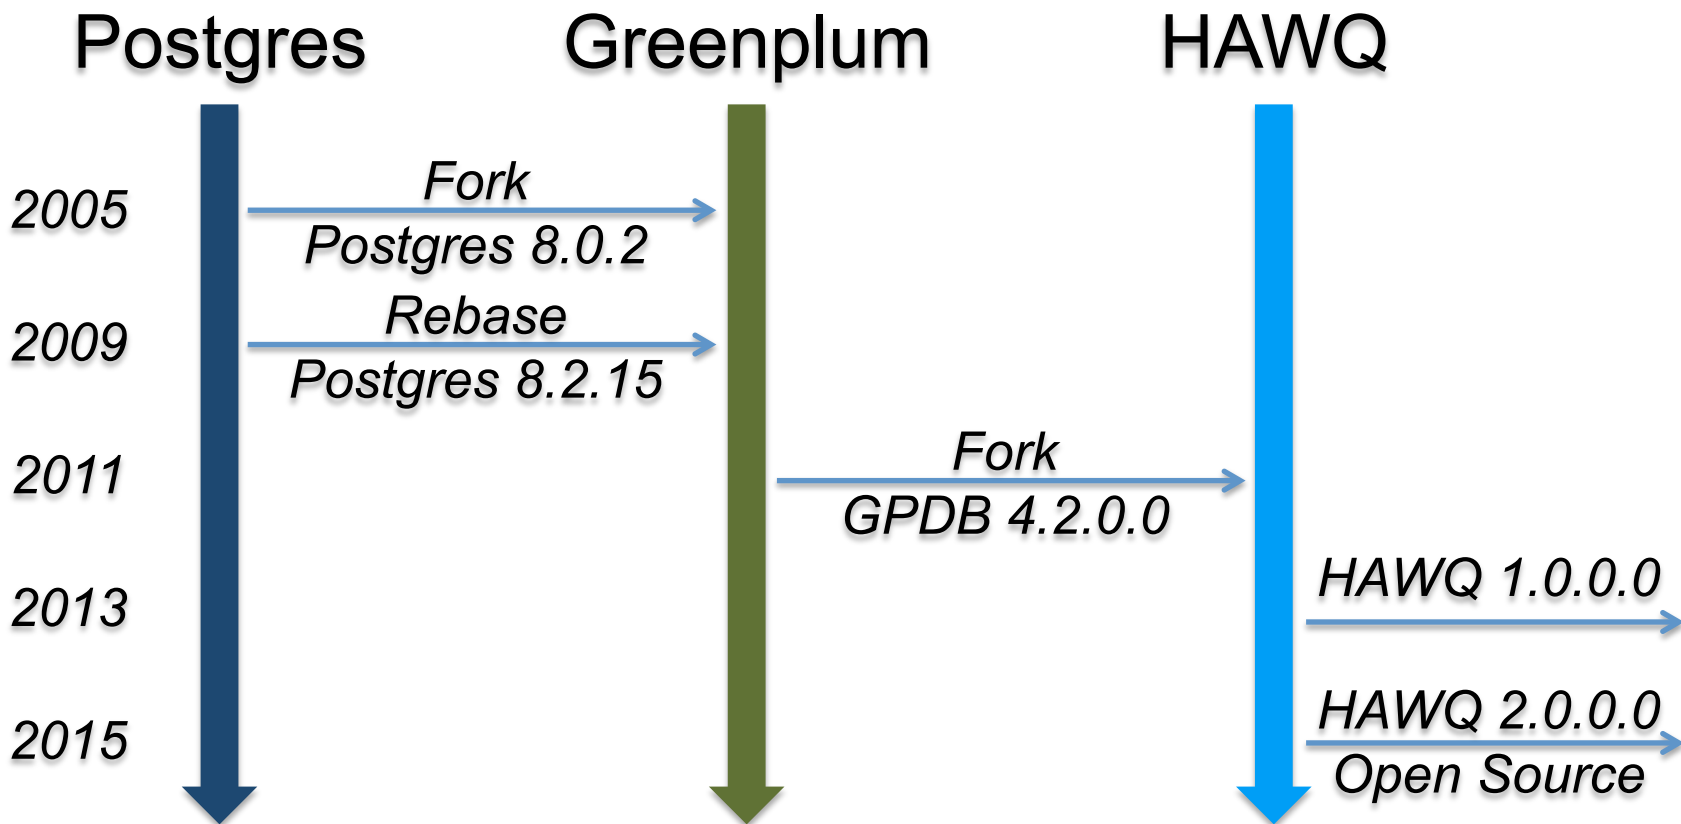 Postgres
Greenplum
HAWQ
2005
Fork
Postgres 8.0.2
2009
Rebase
Postgres 8.2.15
2011
Fork
GPDB 4.2.0.0
2013
HAWQ 1.0.0.0
2015
HAWQ 2.0.0.0
Open Source